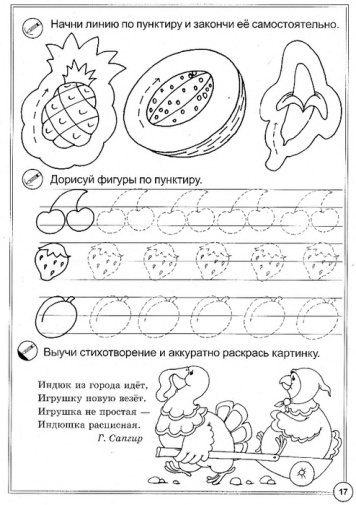 Начни линию по пунктиру и закончи её самостоятельно.
Дорисуй фигуры по пунктиру.
Выучи стихотворение и аккуратно раскрась картинку.
Индюк из города идёт,
Игрушку новую везёт.
Игрушка не простая —
Индюшка расписная.
Г. Сапгир
17